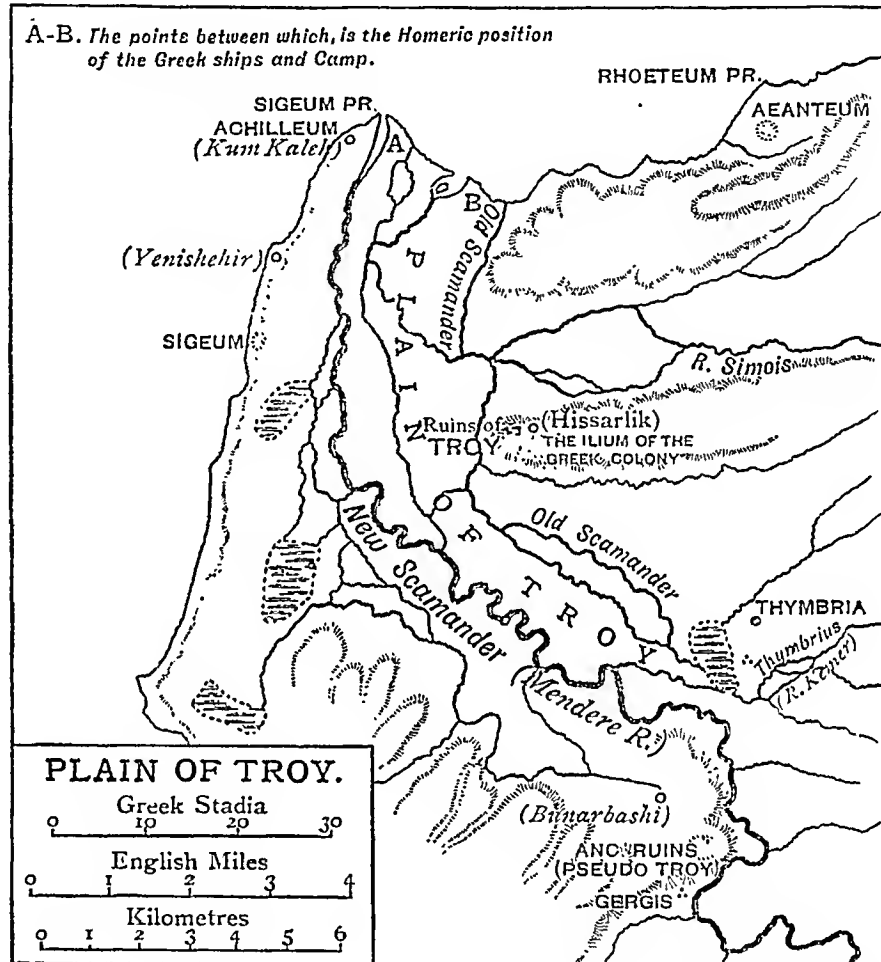 A-B. The points between which, is the Homeric position
of the Greek ships and Camp.
RHOETEUM PR.
AEANTEUM
SIGEUM PR.
ACHILLEUM
(Kum Kaleh)
A
B
Old Scamander
(Yenishehir)
PLAIN
SIGEUM
R. Simois
Ruins of
TROY
(Hissarlik)
THE ILIUM OF THE
GREEK COLONY
OF TROY
Old Scamander
New Scamander
THYMBRIA
Thymbrius
(R. Kemer)
(Mendere R.)
(Bunarbashi)
ANC. RUINS
(PSEUDO TROY)
GERGIS
PLAIN OF TROY.
Greek Stadia
0 10 20 30
English Miles
0 1 2 3 4
Kilometres
0 1 2 3 4 5 6